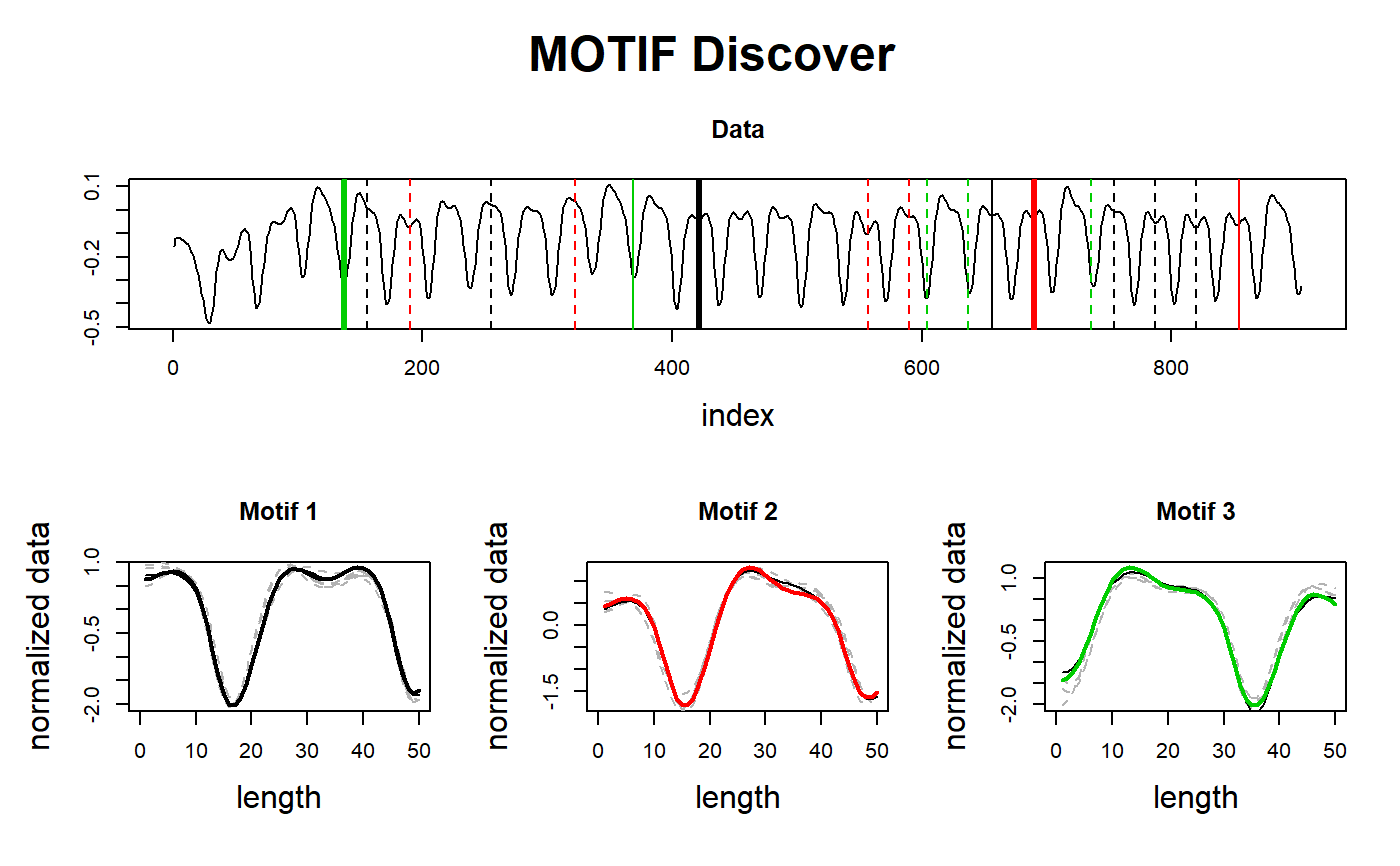 MOTIF Discover
Data
0.1
-0.2
-0.5
0 200 400 600 800
index
Motif 1 Motif 2 Motif 3
normalized data normalized data normalized data
1.0 0.0 1.0
-0.5 -1.5 -0.5
-2.0 -2.0
0 10 20 30 40 50 0 10 20 30 40 50 0 10 20 30 40 50
length length length